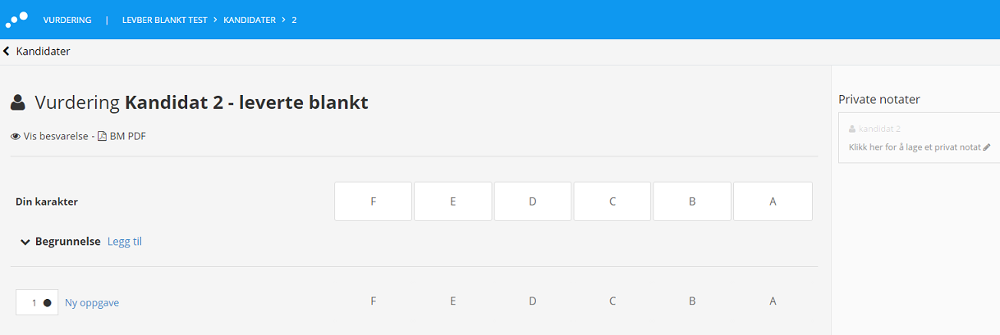 VURDERING | LEVBER BLANKT TEST > KANDIDATER > 2
Kandidater
Vurdering Kandidat 2 - leverte blankt
Vis besvarelse - BM PDF
Din karakter F E D C B A
Begrunnelse Legg til
1 Ny oppgave F E D C B A
Private notater
kandidat 2
Klikk her for å lage et privat notat